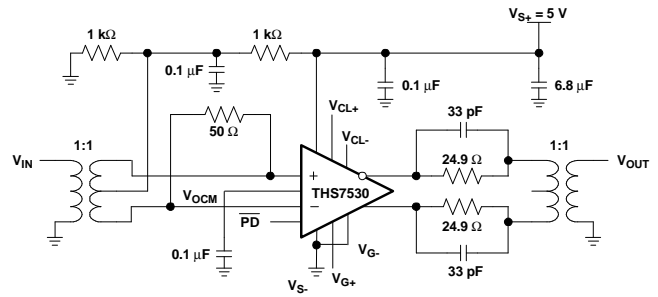 V_S+ = 5 V
1 kΩ
1 kΩ
0.1 μF
0.1 μF
6.8 μF
V_CL+
33 pF
50 Ω
V_CL-
1:1
1:1
24.9 Ω
V_IN
+
V_OUT
THS7530
V_OCM
−
P̅D̅
24.9 Ω
0.1 μF
V_G-
33 pF
V_S-
V_G+